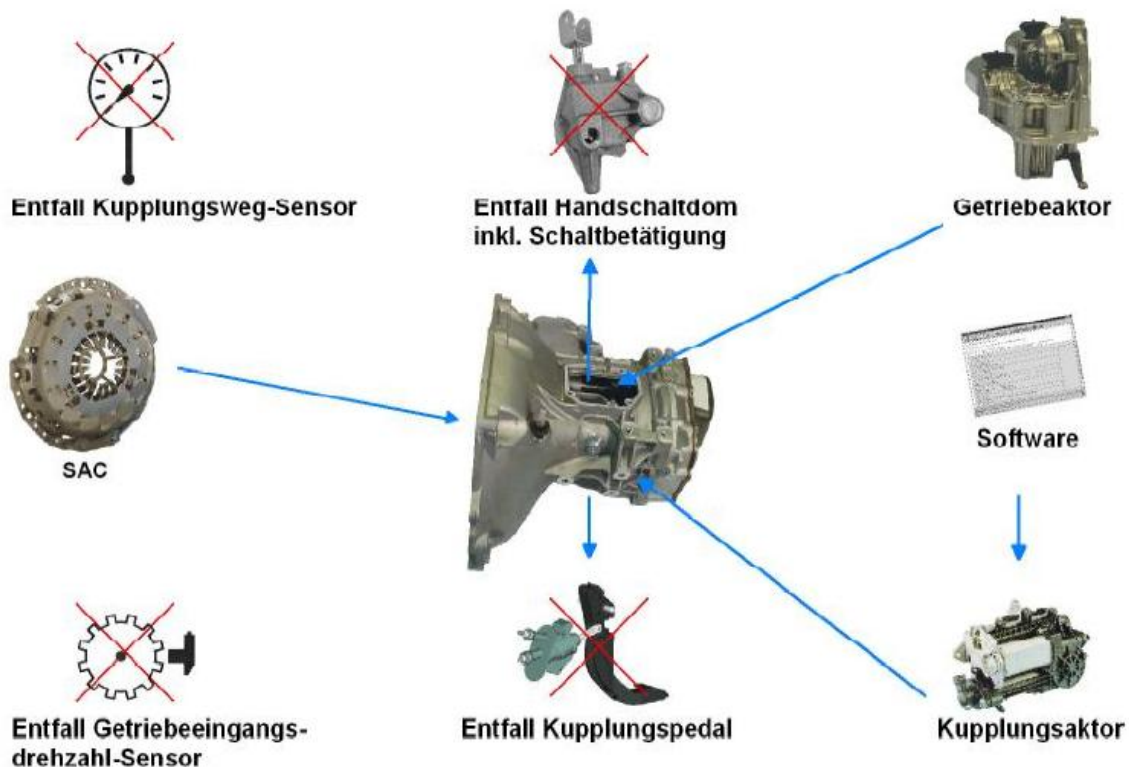 Entfall Kupplungsweg-Sensor
Entfall Handschaltdom
inkl. Schaltbetätigung
Getriebeaktor
SAC
Software
Entfall Getriebeeingangs-
drehzahl-Sensor
Entfall Kupplungspedal
Kupplungsaktor